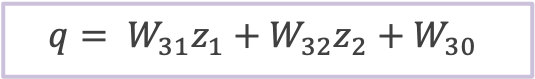 q = W₃₁z₁ + W₃₂z₂ + W₃₀